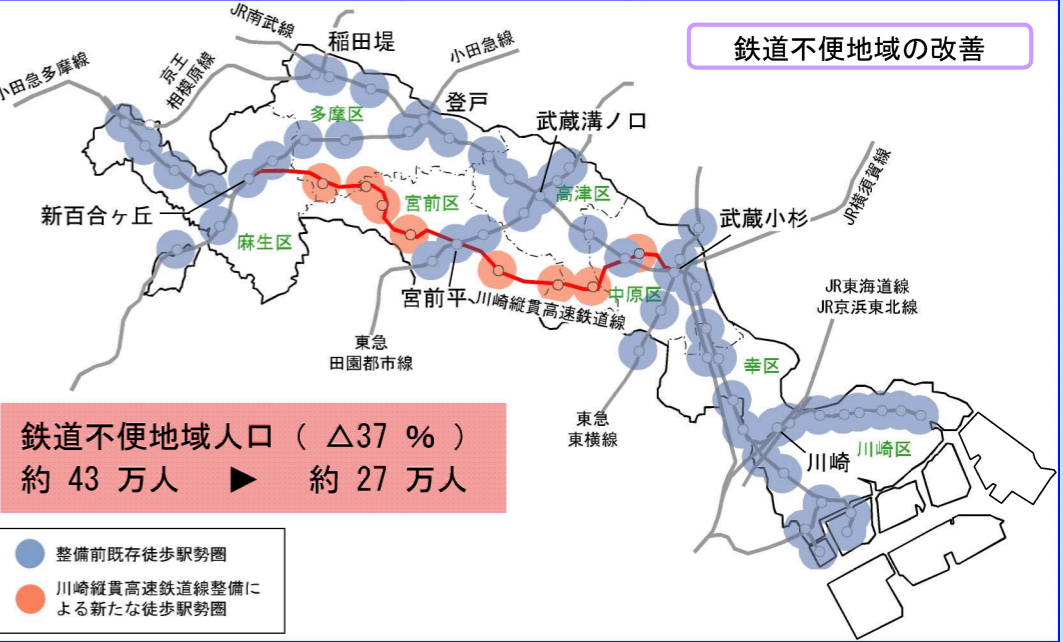 鉄道不便地域の改善
JR南武線
稲田堤
小田急線
京王
相模原線
小田急多摩線
多摩区
登戸
武蔵溝ノ口
高津区
JR横須賀線
宮前区
新百合ヶ丘
麻生区
武蔵小杉
宮前平
川崎縦貫高速鉄道線
中原区
JR東海道線
JR京浜東北線
東急
田園都市線
幸区
東急
東横線
川崎区
川崎
鉄道不便地域人口 ( △37 % )
約 43 万人 ▶ 約 27 万人
整備前既存徒歩駅勢圏
川崎縦貫高速鉄道線整備に
よる新たな徒歩駅勢圏